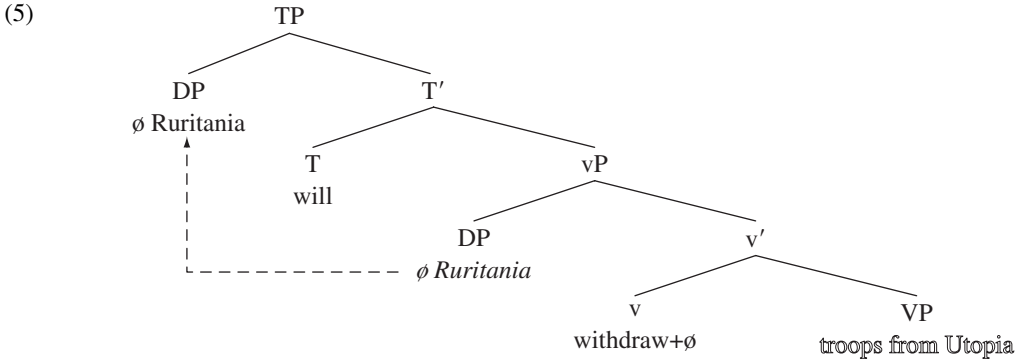 (5)
TP
DP T′
ø Ruritania
T vP
will
DP v′
ø Ruritania
v VP
withdraw+ø troops from Utopia